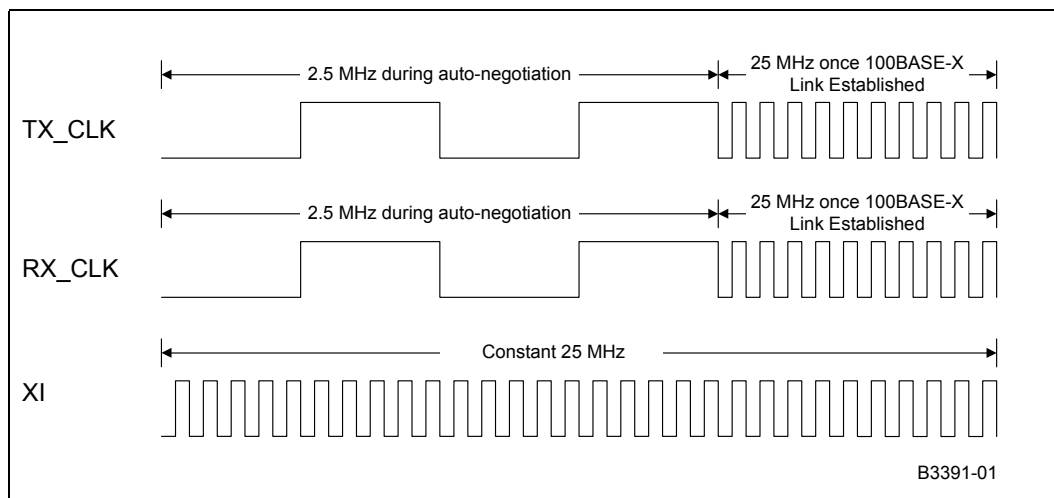 2.5 MHz during auto-negotiation
25 MHz once 100BASE-X
Link Established
TX_CLK
2.5 MHz during auto-negotiation
25 MHz once 100BASE-X
Link Established
RX_CLK
Constant 25 MHz
XI
B3391-01